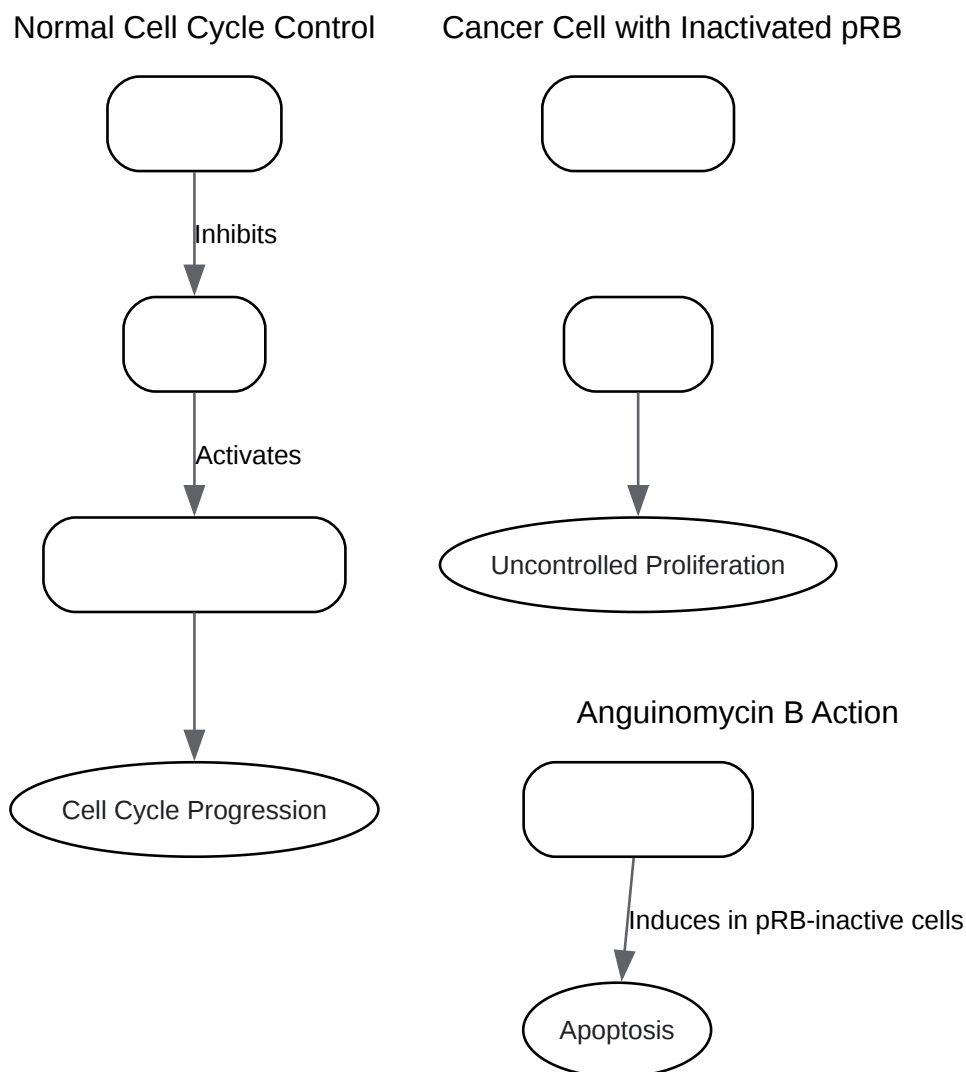 Normal Cell Cycle Control
Inhibits
Activates
Cell Cycle Progression
Cancer Cell with Inactivated pRB
Uncontrolled Proliferation
Anguinomycin B Action
Induces in pRB-inactive cells
Apoptosis